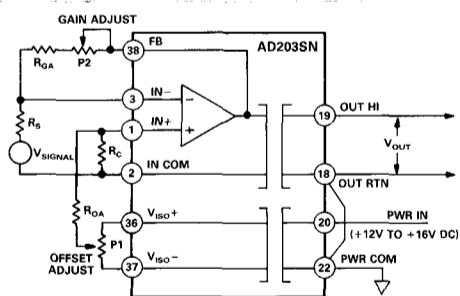 GAIN ADJUST
AD203SN
FB
38
R_GA
P2
3
IN−
19
OUT HI
R_S
1
IN+
V_SIGNAL
R_C
V_OUT
2
IN COM
18
OUT RTN
R_OA
36
V_ISO+
20
PWR IN
(+12V TO +16V DC)
P1
OFFSET
ADJUST
37
V_ISO−
22
PWR COM